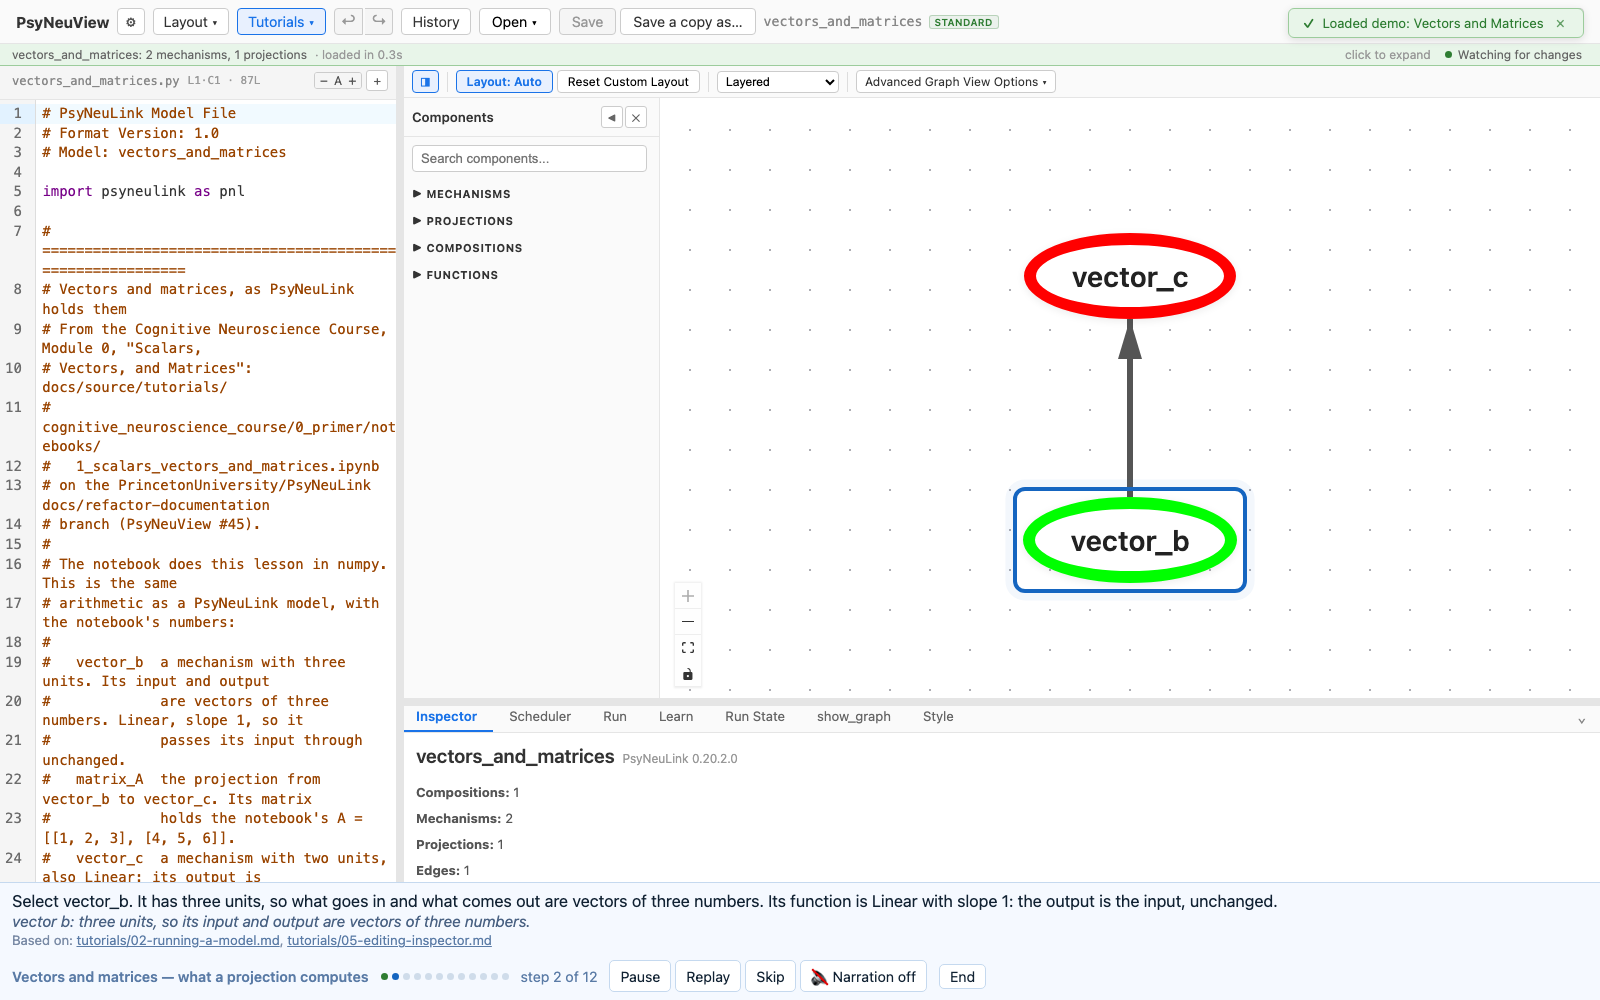 PsyNeuView
Layout ▾
Tutorials ▾
History
Open ▾
Save
Save a copy as...
vectors_and_matrices
STANDARD
✓ Loaded demo: Vectors and Matrices ×
vectors_and_matrices: 2 mechanisms, 1 projections · loaded in 0.3s
click to expand
Watching for changes
vectors_and_matrices.py L1·C1 · 87L
− A +
+
Layout: Auto
Reset Custom Layout
Layered
Advanced Graph View Options ▾
1 # PsyNeuLink Model File
2 # Format Version: 1.0
3 # Model: vectors_and_matrices
4
5 import psyneulink as pnl
6
7 #
==========================================
=================
8 # Vectors and matrices, as PsyNeuLink
holds them
9 # From the Cognitive Neuroscience Course,
Module 0, "Scalars,
10 # Vectors, and Matrices":
docs/source/tutorials/
11 #
cognitive_neuroscience_course/0_primer/not
ebooks/
12 #   1_scalars_vectors_and_matrices.ipynb
13 # on the PrincetonUniversity/PsyNeuLink
docs/refactor-documentation
14 # branch (PsyNeuView #45).
15 #
16 # The notebook does this lesson in numpy.
This is the same
17 # arithmetic as a PsyNeuLink model, with
the notebook's numbers:
18 #
19 #   vector_b  a mechanism with three
units. Its input and output
20 #             are vectors of three
numbers. Linear, slope 1, so it
21 #             passes its input through
unchanged.
22 #   matrix_A  the projection from
vector_b to vector_c. Its matrix
23 #             holds the notebook's A =
[[1, 2, 3], [4, 5, 6]].
24 #   vector_c  a mechanism with two units,
also Linear: its output is
Components
Search components...
▶ MECHANISMS
▶ PROJECTIONS
▶ COMPOSITIONS
▶ FUNCTIONS
vector_c
vector_b
Inspector
Scheduler
Run
Learn
Run State
show_graph
Style
vectors_and_matrices PsyNeuLink 0.20.2.0
Compositions: 1
Mechanisms: 2
Projections: 1
Edges: 1
Select vector_b. It has three units, so what goes in and what comes out are vectors of three numbers. Its function is Linear with slope 1: the output is the input, unchanged.
vector b: three units, so its input and output are vectors of three numbers.
Based on: tutorials/02-running-a-model.md, tutorials/05-editing-inspector.md
Vectors and matrices — what a projection computes
step 2 of 12
Pause
Replay
Skip
Narration off
End